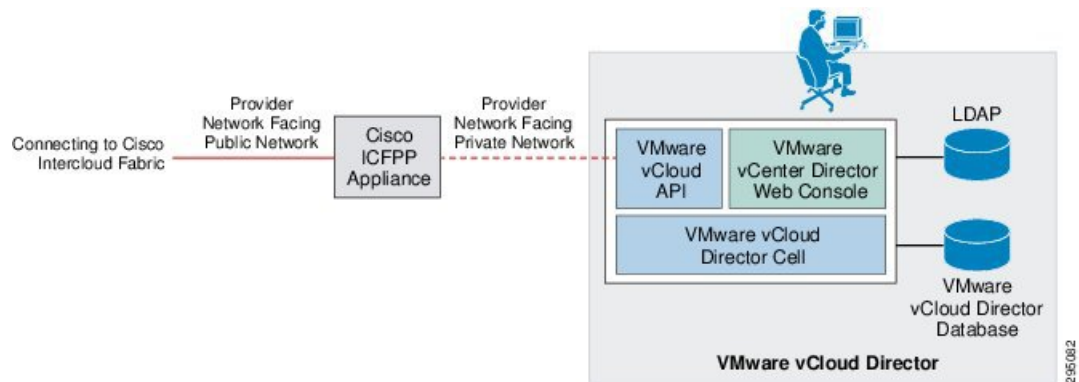 Connecting to Cisco
Intercloud Fabric
Provider
Network Facing
Public Network
Cisco
ICFPP
Appliance
Provider
Network Facing
Private Network
VMware
vCloud
API
VMware
vCenter Director
Web Console
VMware vCloud
Director Cell
LDAP
VMware
vCloud Director
Database
VMware vCloud Director
295082